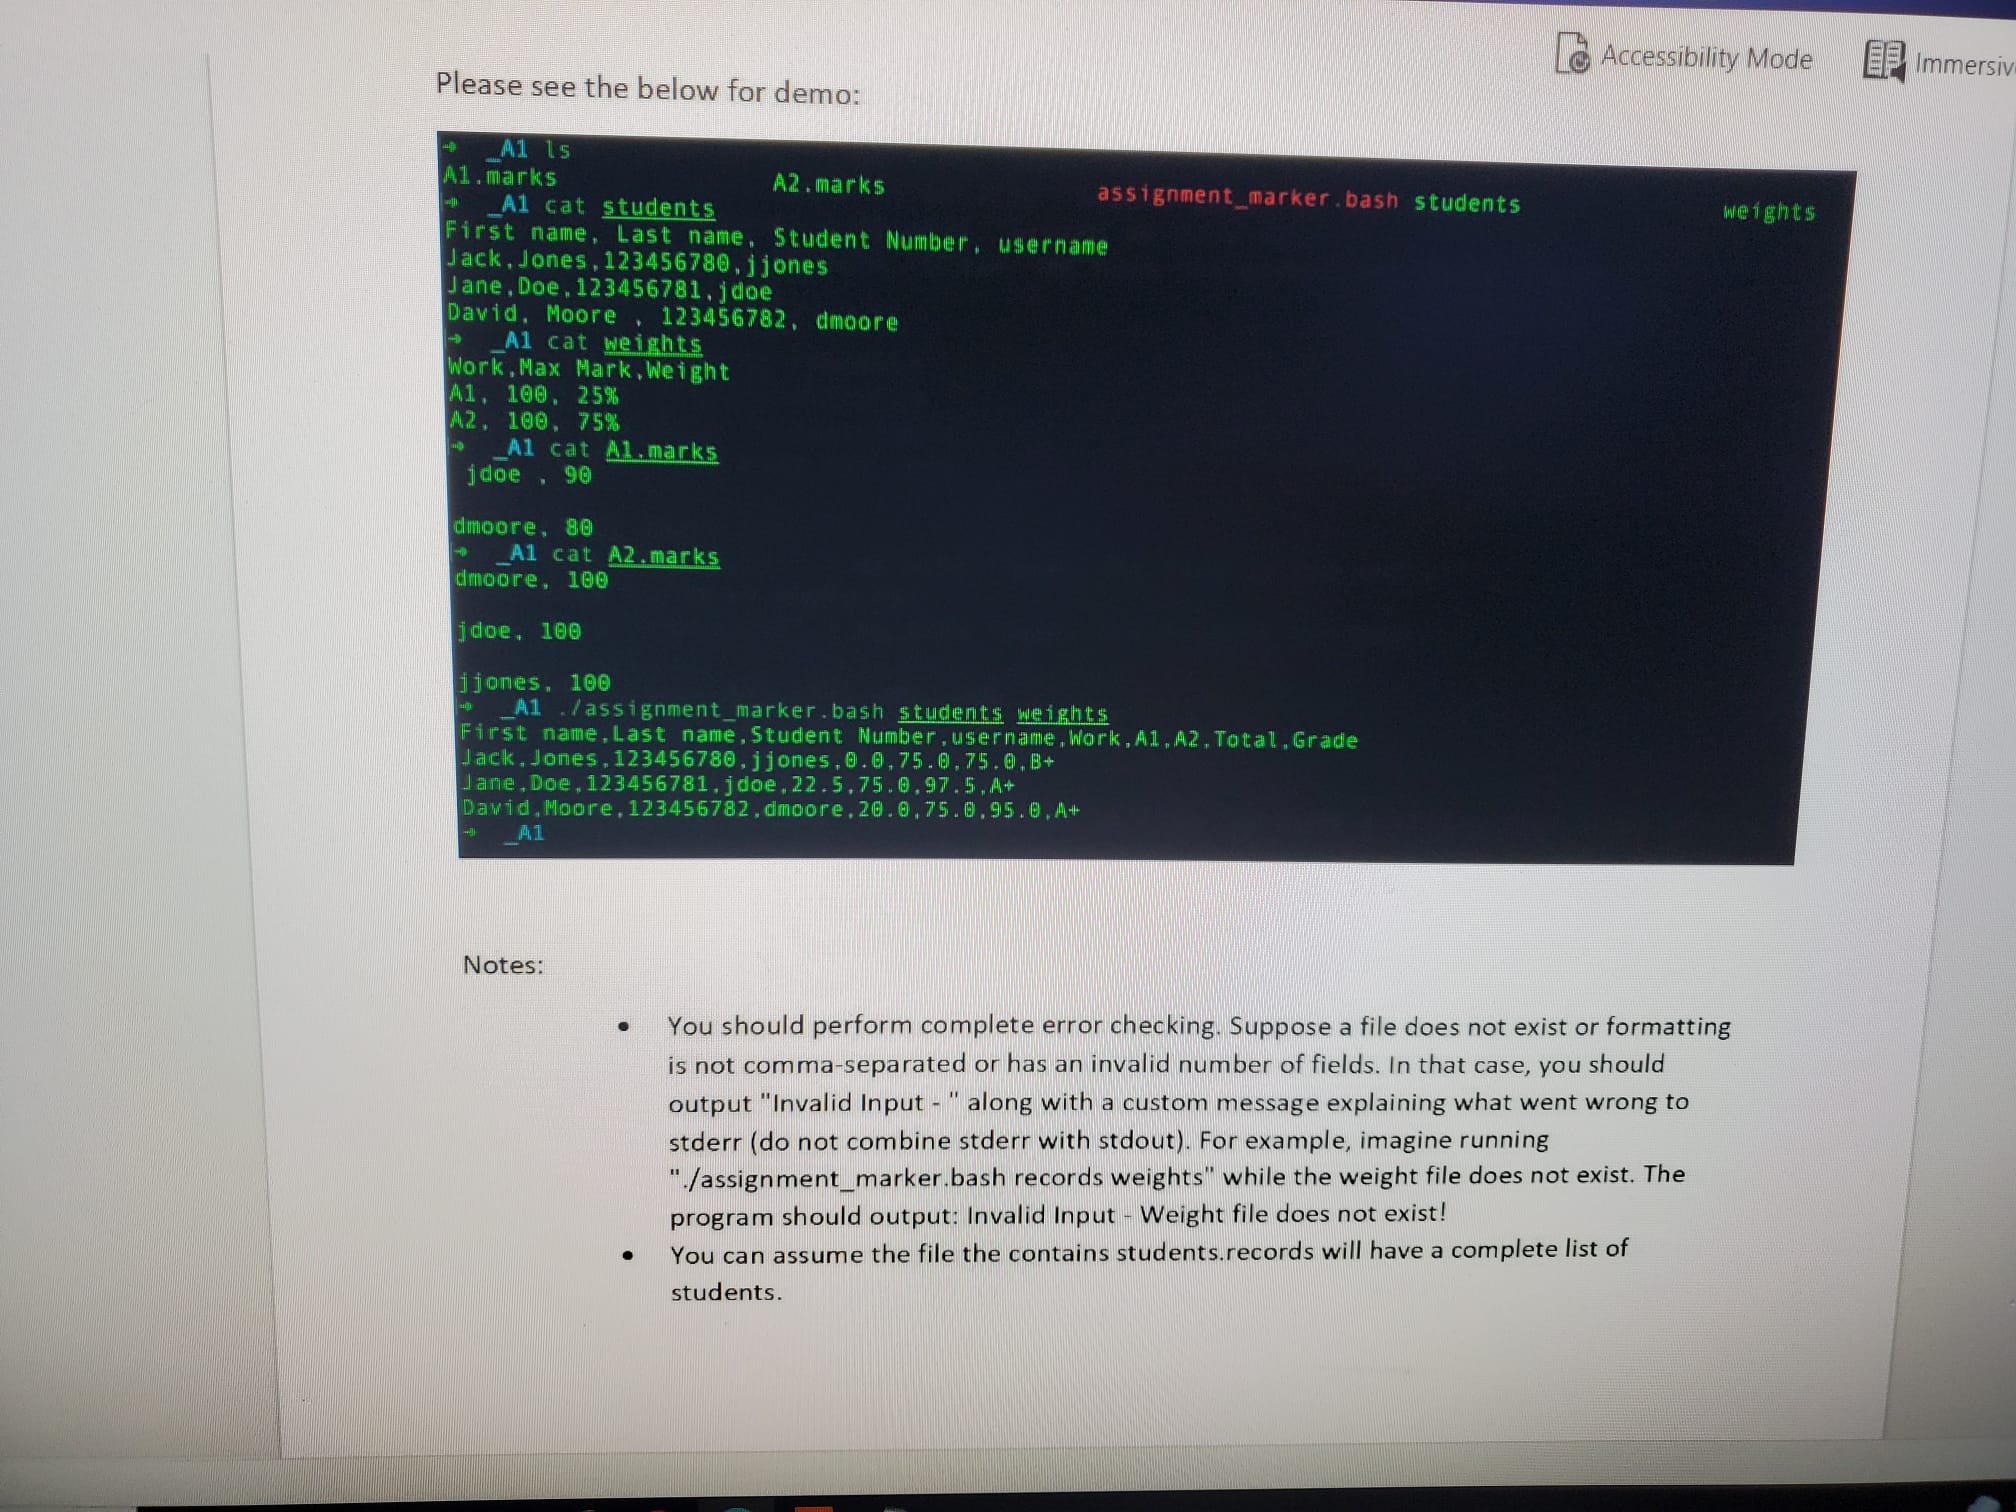 Accessibility Mode
Please see the below for demo:
_A1 ls
A1.marks A2.marks assignment_marker.bash students weights
_A1 cat students
First name, Last name, Student Number, username
Jack,Jones,123456780,jjones
Jane,Doe,123456781,jdoe
David, Moore , 123456782, dmoore
_A1 cat weights
Work,Max Mark,Weight
A1, 100, 25%
A2, 100, 75%
_A1 cat A1.marks
jdoe , 90
dmoore, 80
_A1 cat A2.marks
dmoore, 100
jdoe, 100
jjones, 100
_A1 ./assignment_marker.bash students weights
First name,Last name,Student Number,username,Work,A1,A2,Total,Grade
Jack,Jones,123456780,jjones,0.0,75.0,75.0,B+
Jane,Doe,123456781,jdoe,22.5,75.0,97.5,A+
David,Moore,123456782,dmoore,20.0,75.0,95.0,A+
_A1
Notes:
• You should perform complete error checking. Suppose a file does not exist or formatting
is not comma-separated or has an invalid number of fields. In that case, you should
output "Invalid Input - " along with a custom message explaining what went wrong to
stderr (do not combine stderr with stdout). For example, imagine running
"./assignment_marker.bash records weights" while the weight file does not exist. The
program should output: Invalid Input - Weight file does not exist!
• You can assume the file the contains students.records will have a complete list of
students.